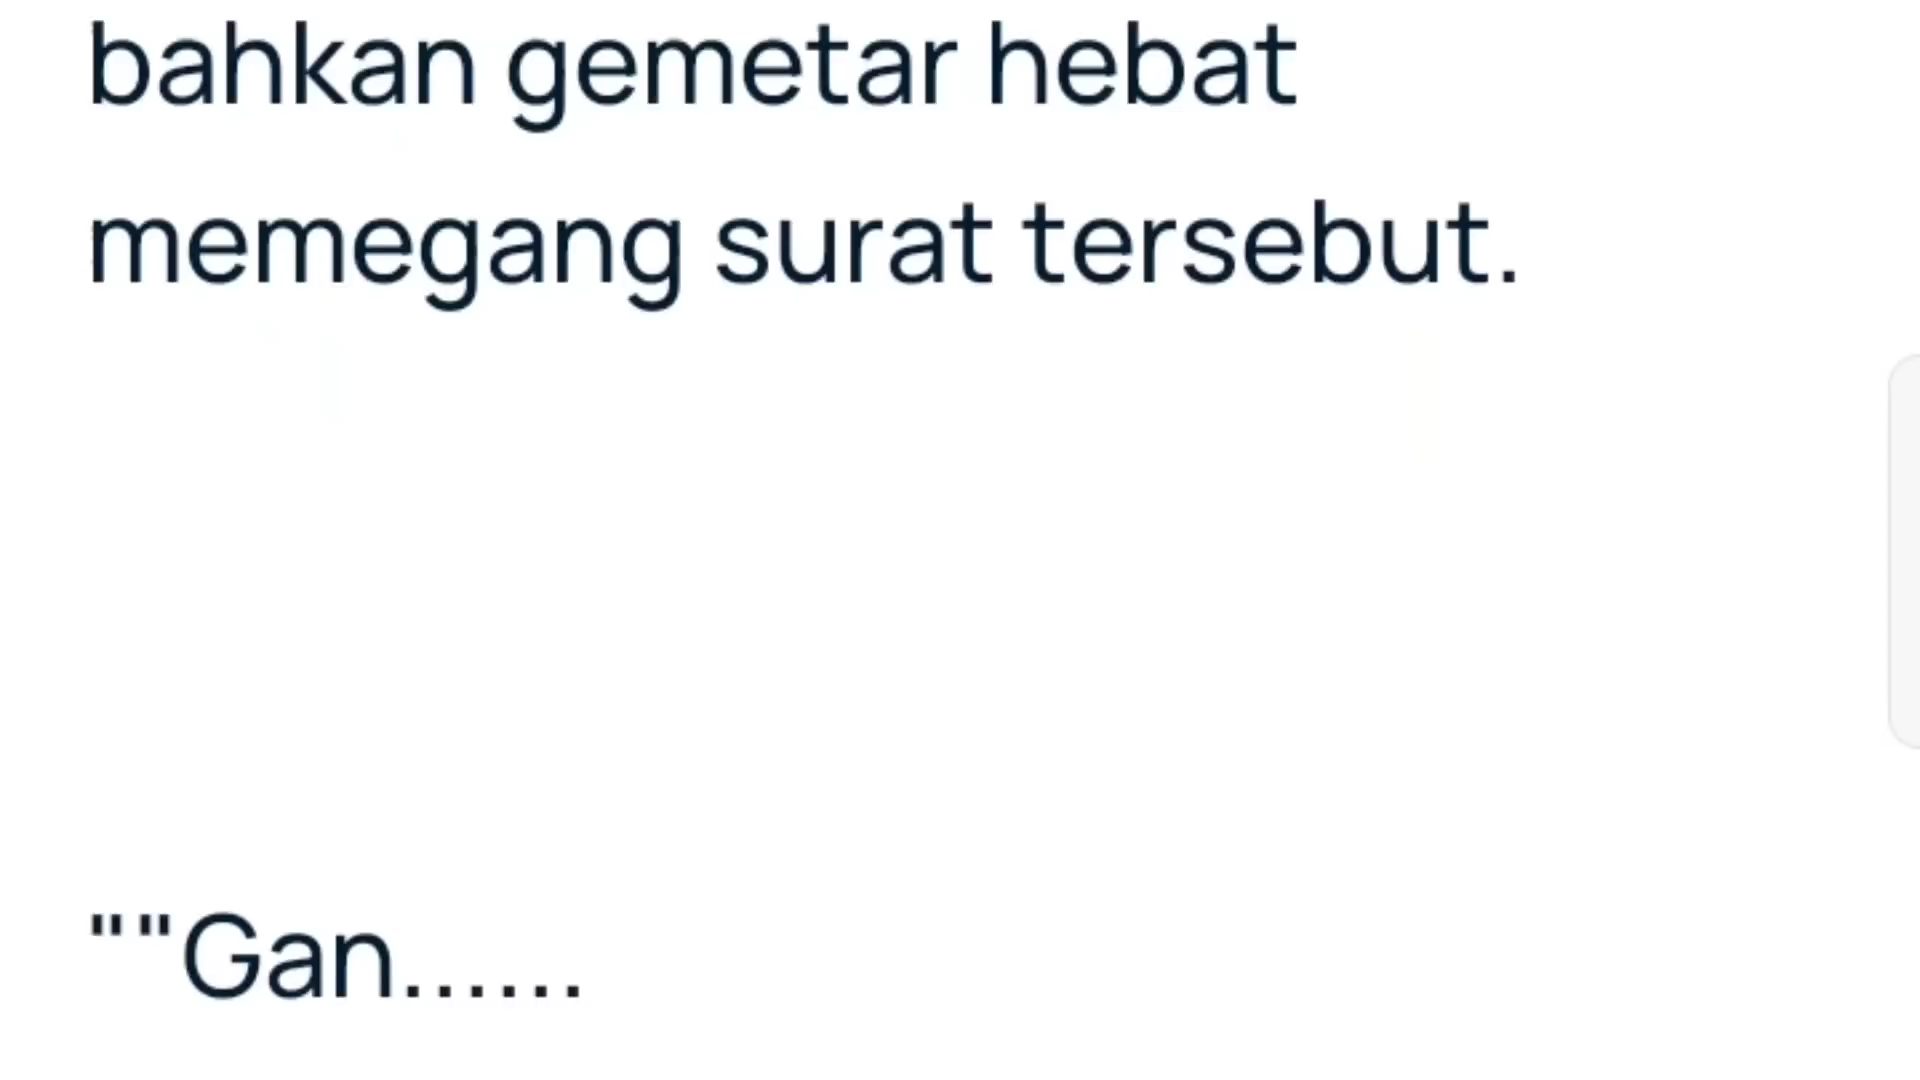 bahkan gemetar hebat
memegang surat tersebut.
""Gan......